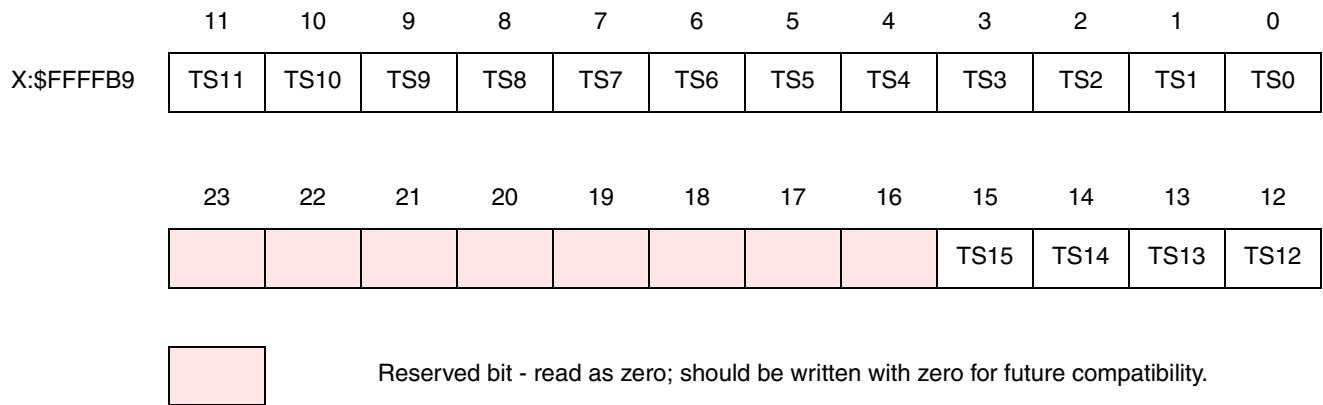 11 10 9 8 7 6 5 4 3 2 1 0
X:$FFFFB9 TS11 TS10 TS9 TS8 TS7 TS6 TS5 TS4 TS3 TS2 TS1 TS0
23 22 21 20 19 18 17 16 15 14 13 12
TS15 TS14 TS13 TS12
Reserved bit - read as zero; should be written with zero for future compatibility.